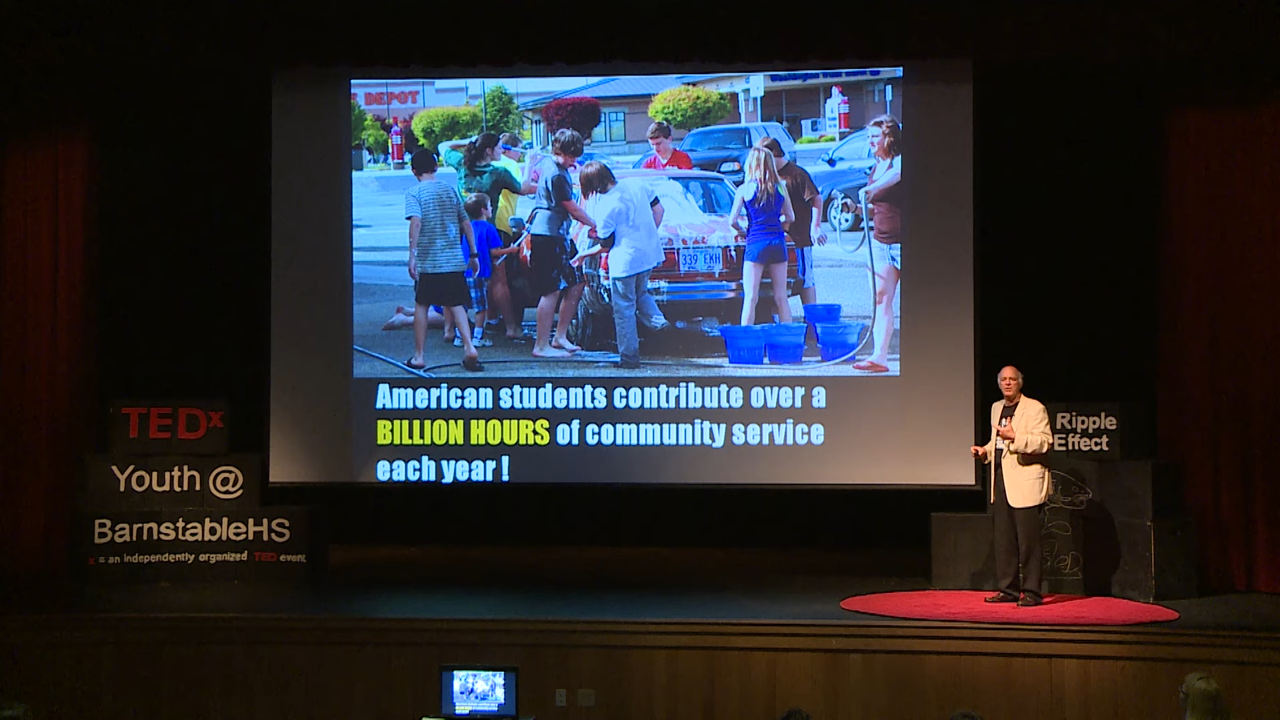 DEPOT
339 EKH
American students contribute over a
BILLION HOURS of community service
each year !
TEDx
Youth @
BarnstableHS
x = an independently organized TED event
Ripple
Effect